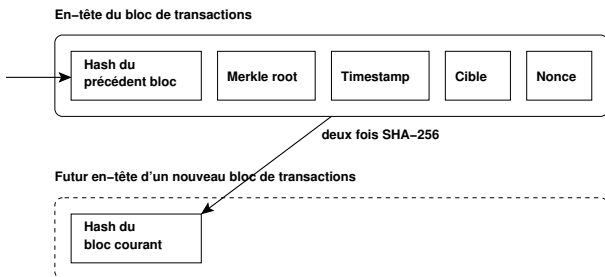 En−tête du bloc de transactions
Hash du
précédent bloc
Merkle root
Timestamp
Cible
Nonce
deux fois SHA−256
Futur en−tête d'un nouveau bloc de transactions
Hash du
bloc courant